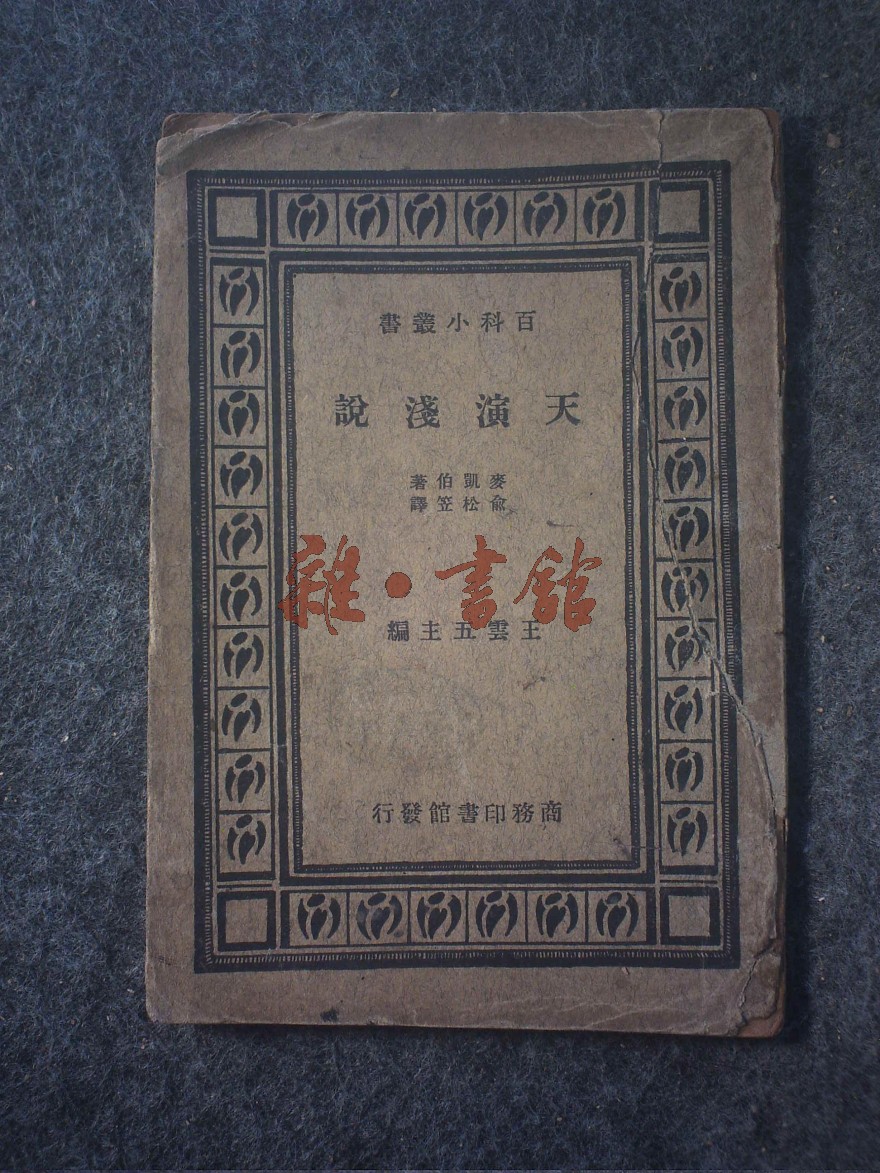 百科小叢書
天演淺說
麥凱伯著
俞松笠譯
雜·書館
王雲五主編
商務印書館發行